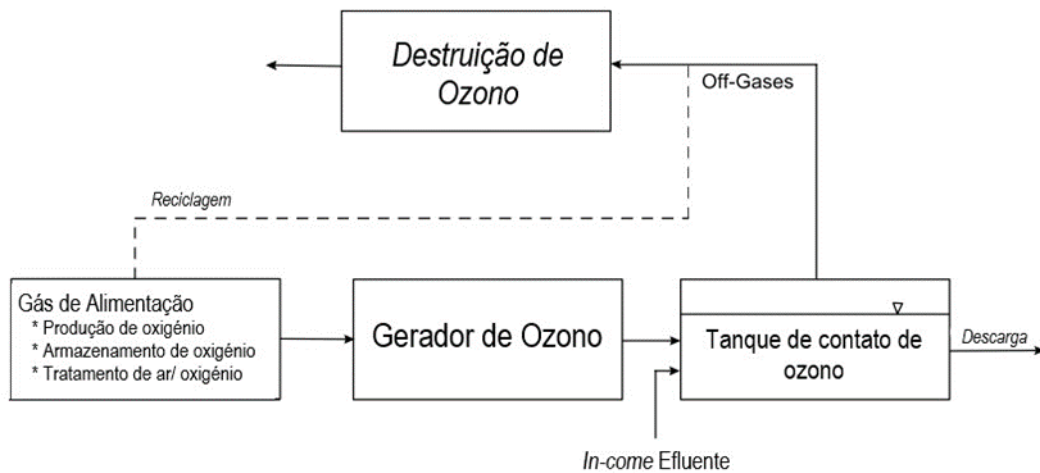 Destruição de
Ozono
Off-Gases
Reciclagem
Gás de Alimentação
* Produção de oxigénio
* Armazenamento de oxigénio
* Tratamento de ar/ oxigénio
Gerador de Ozono
Tanque de contato de
ozono
Descarga
In-come Efluente